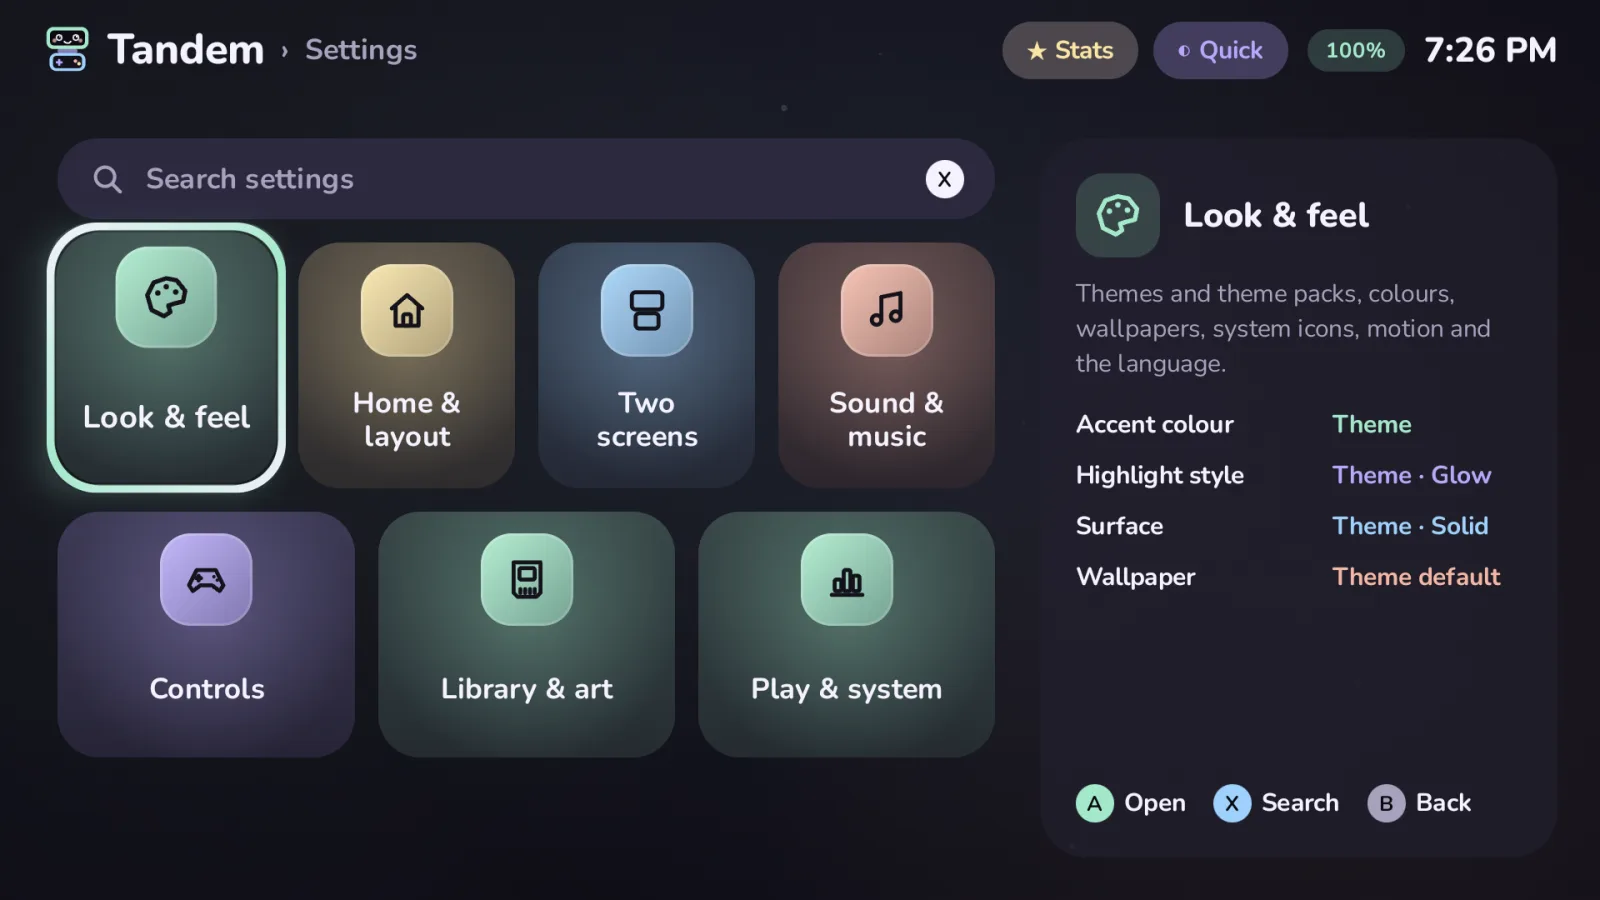 Tandem › Settings
★ Stats
Quick
100%
7:26 PM
Search settings
X
Look & feel
Home &
layout
Two
screens
Sound &
music
Controls
Library & art
Play & system
Look & feel
Themes and theme packs, colours,
wallpapers, system icons, motion and
the language.
Accent colour Theme
Highlight style Theme · Glow
Surface Theme · Solid
Wallpaper Theme default
A Open X Search B Back